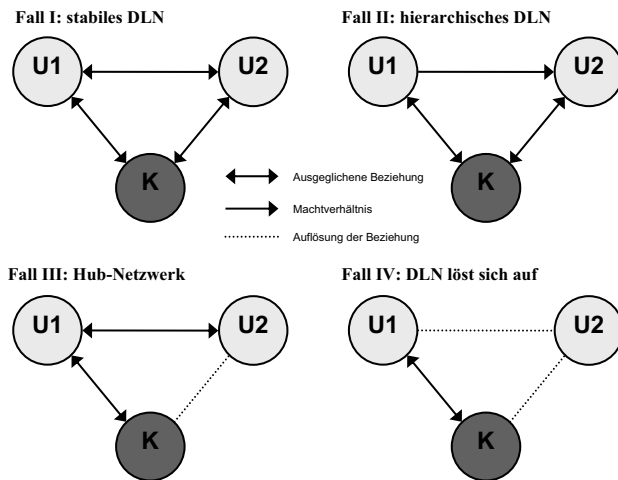 Fall I: stabiles DLN
Fall II: hierarchisches DLN
U1
U2
U1
U2
K
K
Ausgeglichene Beziehung
Machtverhältnis
Auflösung der Beziehung
Fall III: Hub-Netzwerk
Fall IV: DLN löst sich auf
U1
U2
U1
U2
K
K